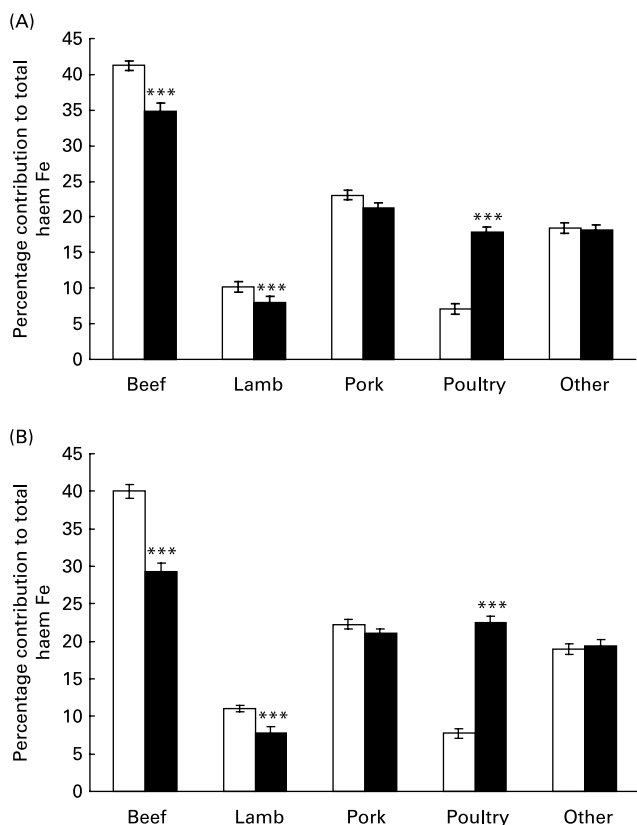 (A)
Percentage contribution to total
haem Fe
45
40
35
30
25
20
15
10
5
0
***
***
***
Beef
Lamb
Pork
Poultry
Other
(B)
Percentage contribution to total
haem Fe
45
40
35
30
25
20
15
10
5
0
***
***
***
Beef
Lamb
Pork
Poultry
Other